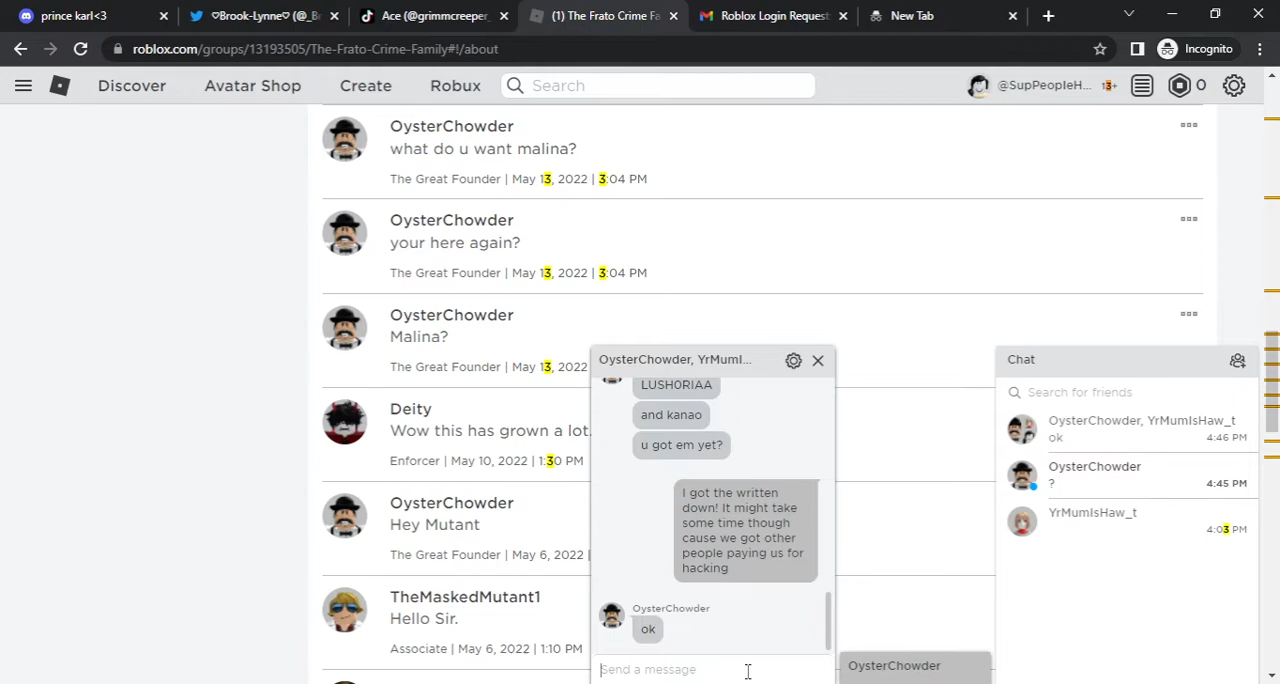 prince karl<3
♡Brook-Lynne♡ (@_B
Ace (@grimmcreeper_
(1) The Frato Crime Fa
Roblox Login Request
New Tab
roblox.com/groups/13193505/The-Frato-Crime-Family#!/about
Incognito
Discover
Avatar Shop
Create
Robux
Search
@SupPeopleH...
13+
0
OysterChowder
what do u want malina?
The Great Founder | May 13, 2022 | 3:04 PM
OysterChowder
your here again?
The Great Founder | May 13, 2022 | 3:04 PM
OysterChowder
Malina?
The Great Founder | May 13, 2022
Deity
Wow this has grown a lot.
Enforcer | May 10, 2022 | 1:30 PM
OysterChowder
Hey Mutant
The Great Founder | May 6, 2022 |
TheMaskedMutant1
Hello Sir.
Associate | May 6, 2022 | 1:10 PM
OysterChowder, YrMumI...
LUSH0RIAA
and kanao
u got em yet?
I got the written
down! It might take
some time though
cause we got other
people paying us for
hacking
OysterChowder
ok
Send a message
OysterChowder
Chat
Search for friends
OysterChowder, YrMumIsHaw_t
ok
4:46 PM
OysterChowder
?
4:45 PM
YrMumIsHaw_t
4:03 PM